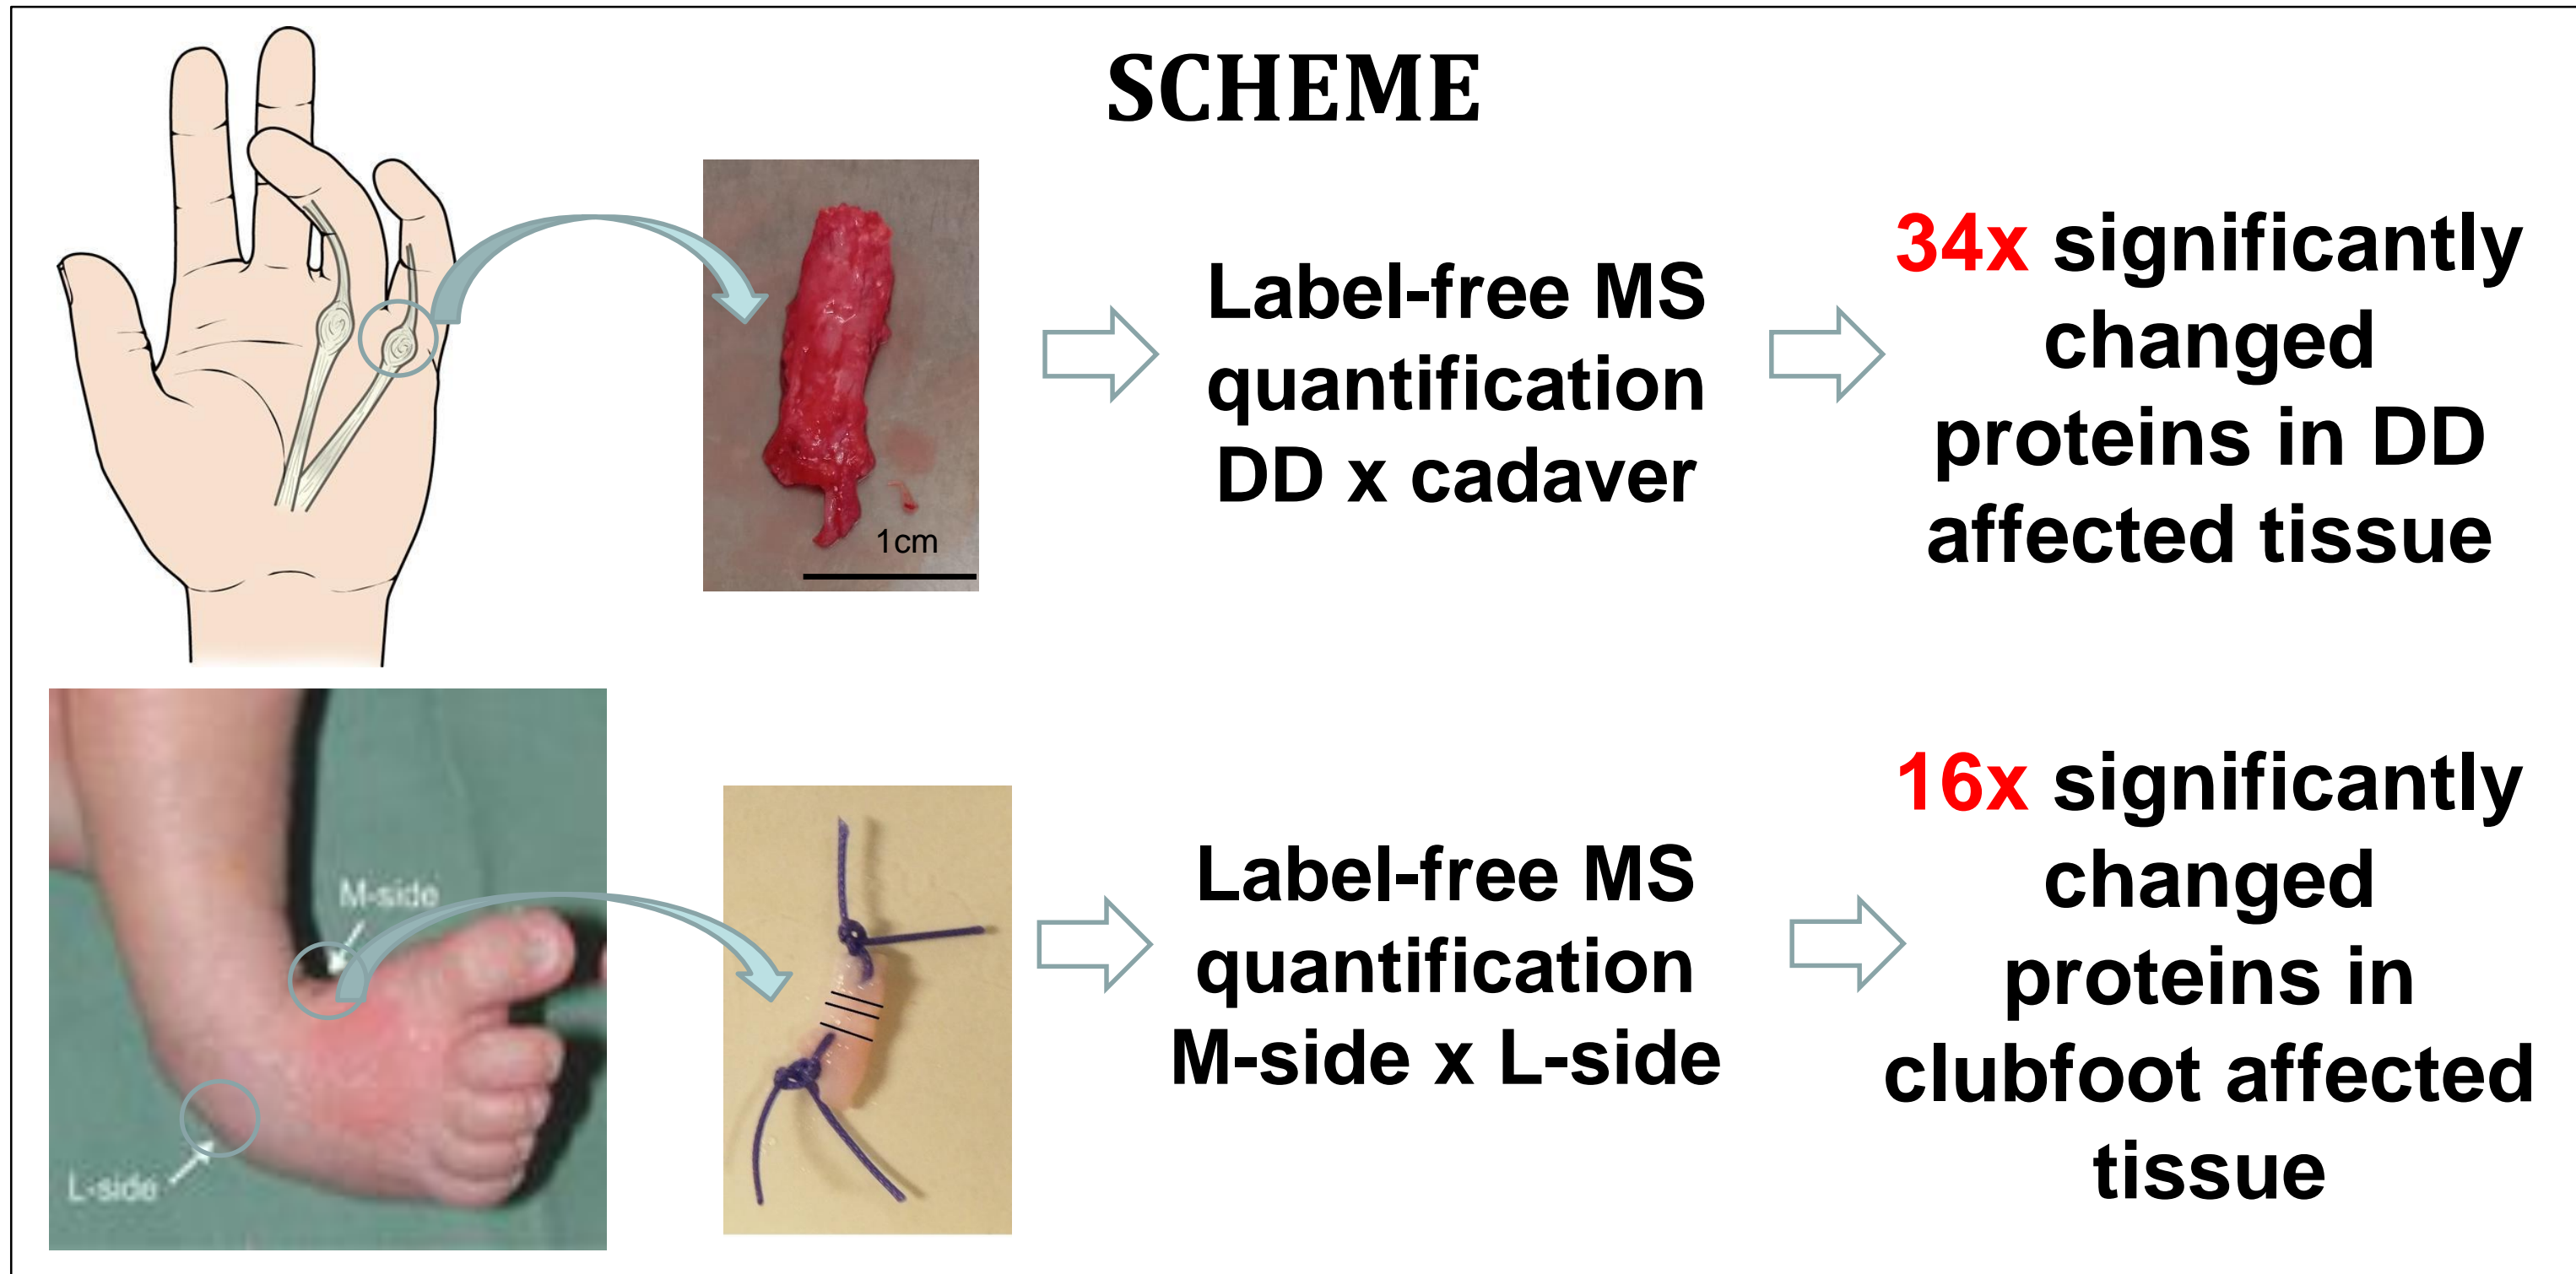 SCHEME
1cm
Label-free MS
quantification
DD x cadaver
34x significantly
changed
proteins in DD
affected tissue
M-side
L-side
Label-free MS
quantification
M-side x L-side
16x significantly
changed
proteins in
clubfoot affected
tissue